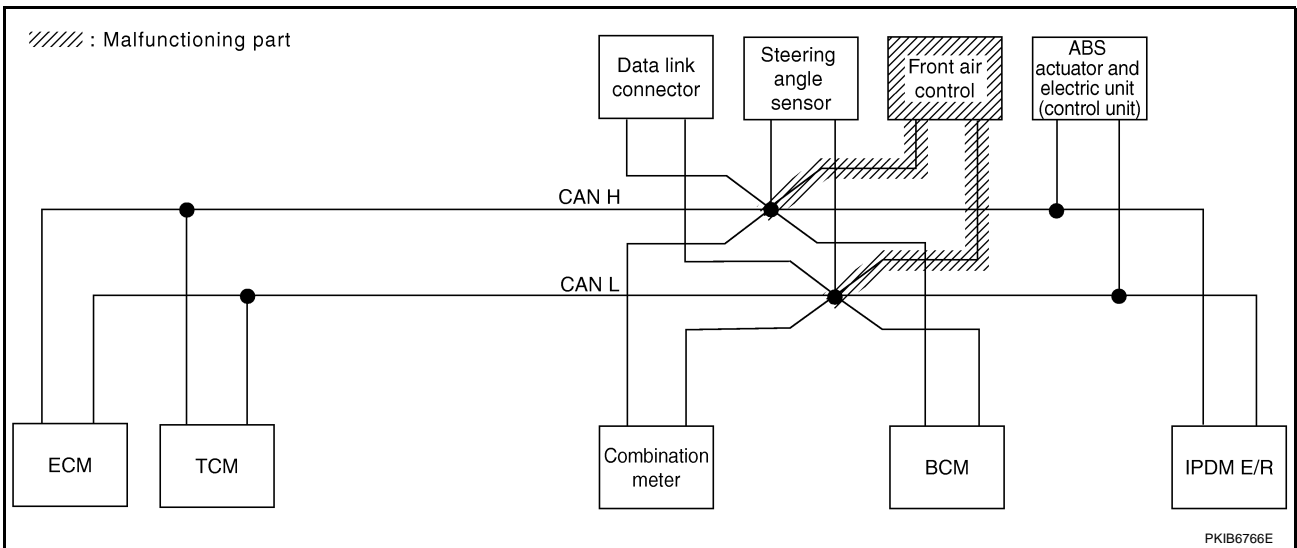 : Malfunctioning part
Data link
connector
Steering
angle
sensor
Front air
control
ABS
actuator and
electric unit
(control unit)
CAN H
CAN L
ECM
TCM
Combination
meter
BCM
IPDM E/R
PKIB6766E